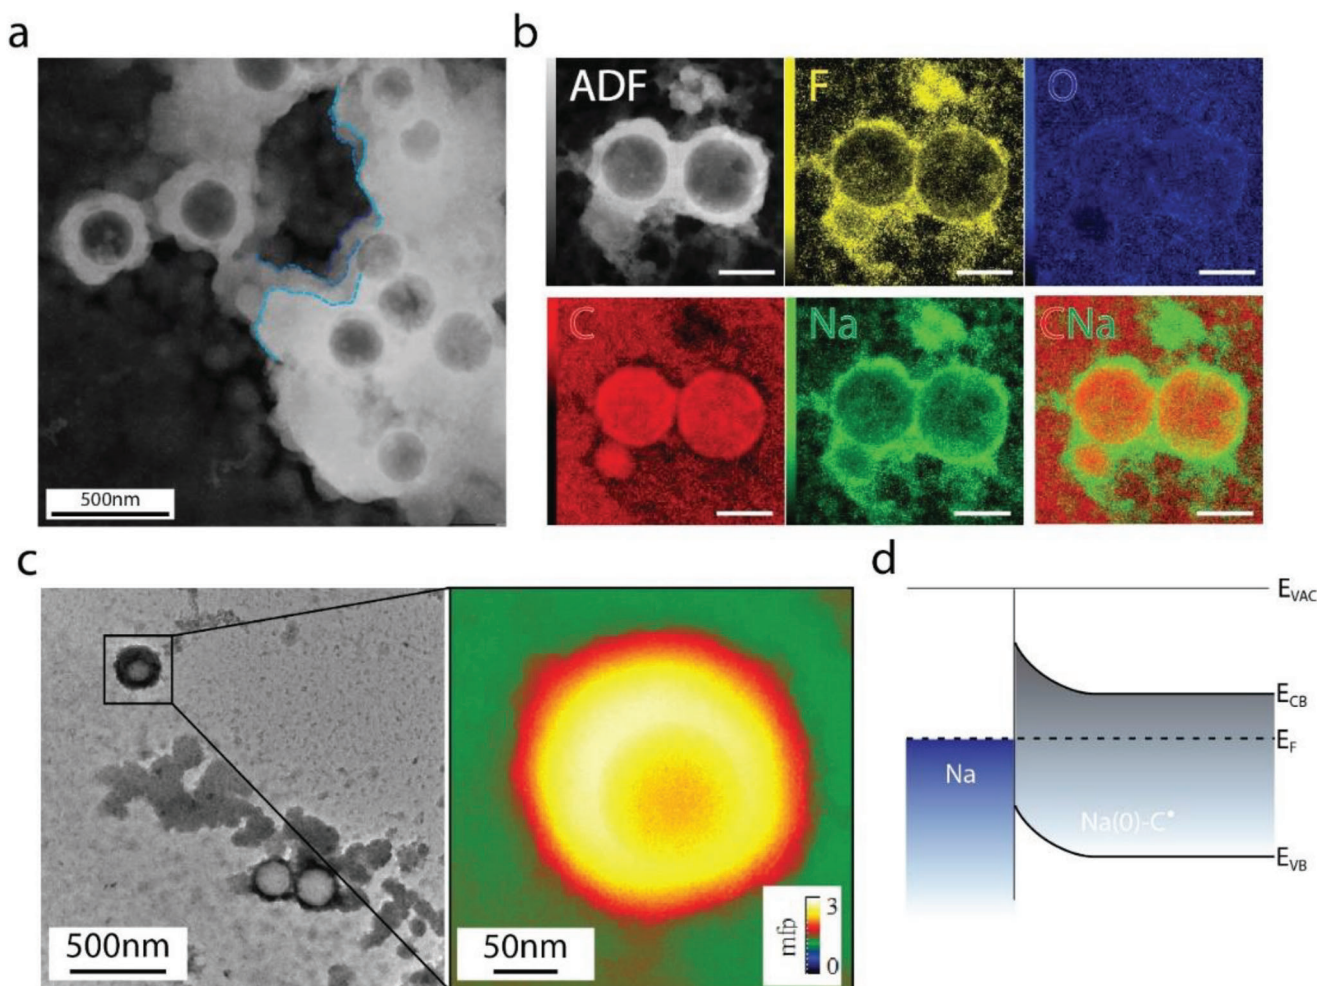 a
b
500nm
ADF
F
O
C
Na
CNa
c
500nm
50nm
mfp
3
0
d
E_VAC
E_CB
E_F
E_VB
Na
Na(0)-C•